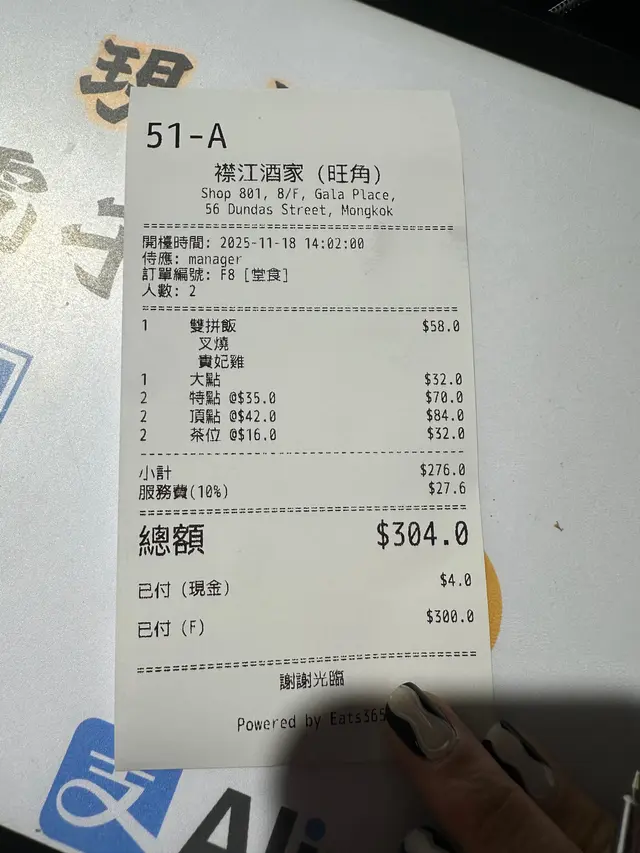 51-A
襟江酒家 (旺角)
Shop 801, 8/F, Gala Place,
56 Dundas Street, Mongkok
開檯時間: 2025-11-18 14:02:00
侍應: manager
訂單編號: F8 [堂食]
人數: 2
1 雙拼飯 $58.0
叉燒
貴妃雞
1 大點 $32.0
2 特點 @$35.0 $70.0
2 頂點 @$42.0 $84.0
2 茶位 @$16.0 $32.0
小計 $276.0
服務費(10%) $27.6
總額 $304.0
已付 (現金) $4.0
已付 (F) $300.0
謝謝光臨
Powered by Eats365
支
Ali